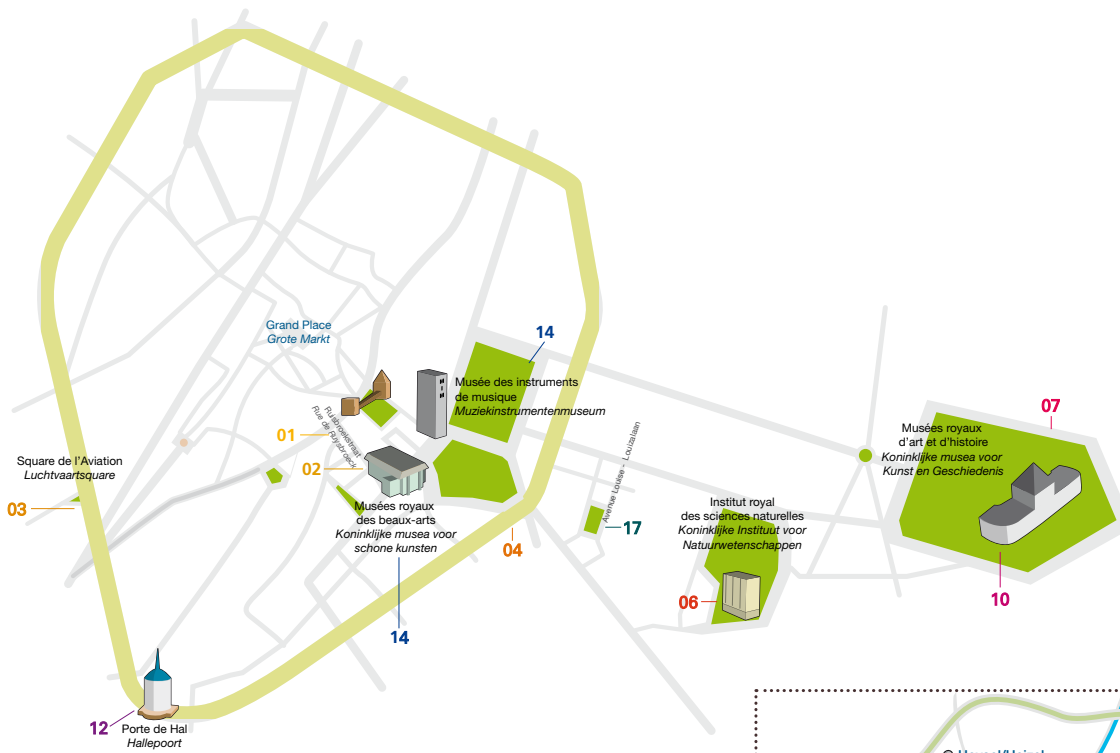 14
Grand Place
Grote Markt
Musée des instruments
de musique
Muziekinstrumentenmuseum
MIM
07
Musées royaux
d'art et d'histoire
Koninklijke musea voor
Kunst en Geschiedenis
01
Ruisbroekstraat
Rue de Ruysbroeck
02
Square de l'Aviation
Luchtvaartsquare
03
Musées royaux
des beaux-arts
Koninklijke musea voor
schone kunsten
04
Avenue Louise - Louizalaan
17
Institut royal
des sciences naturelles
Koninklijke Instituut voor
Natuurwetenschappen
06
10
14
12
Porte de Hal
Hallepoort